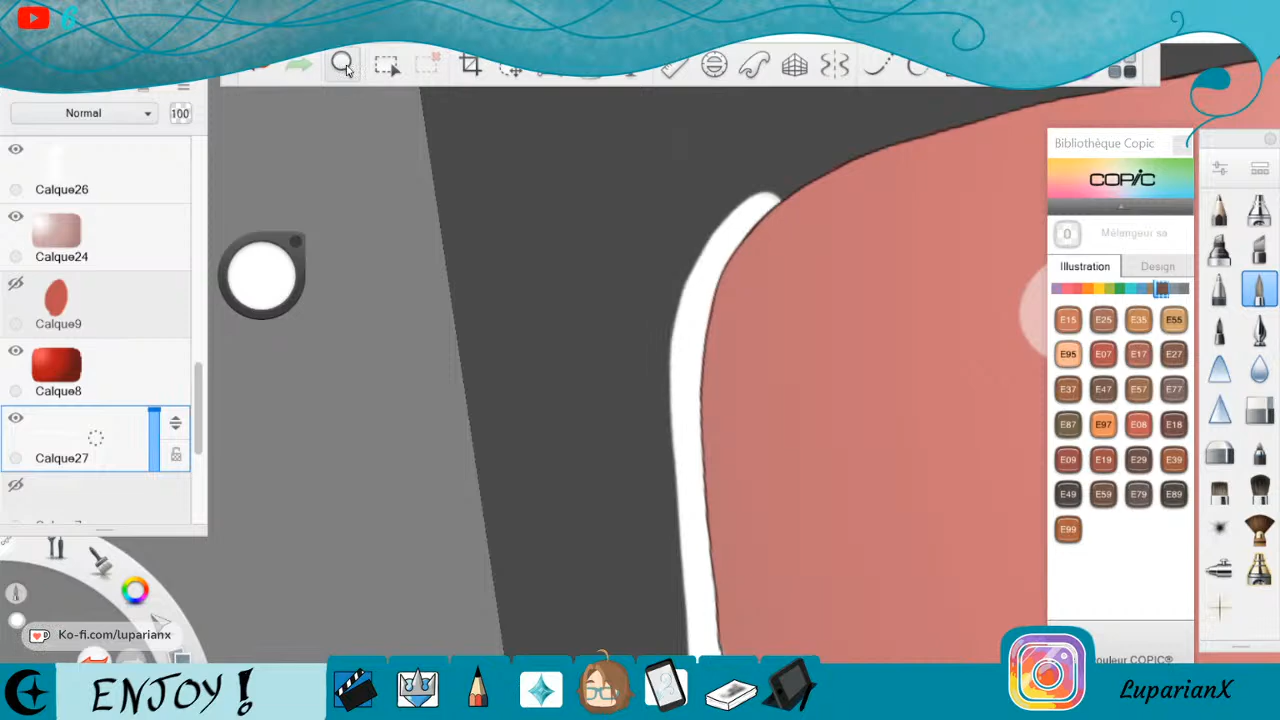 Normal
100
Calque26
Calque24
Calque9
Calque8
Calque27
Bibliothèque Copic
COPIC
0
Mélangeur sa
Illustration
Design
E15
E25
E35
E55
E95
E07
E17
E27
E37
E47
E57
E77
E87
E97
E08
E18
E09
E19
E29
E39
E49
E59
E79
E89
E99
ouleur COPIC®
Ko-fi.com/luparianx
ENJOY !
LuparianX